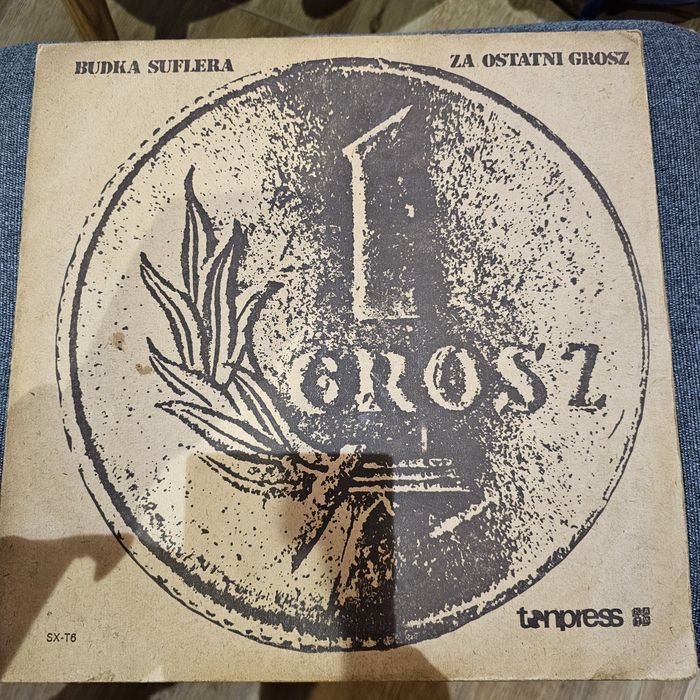 BUDKA SUFLERA
ZA OSTATNI GROSZ
1
GROSZ
tonpress
SX-T6